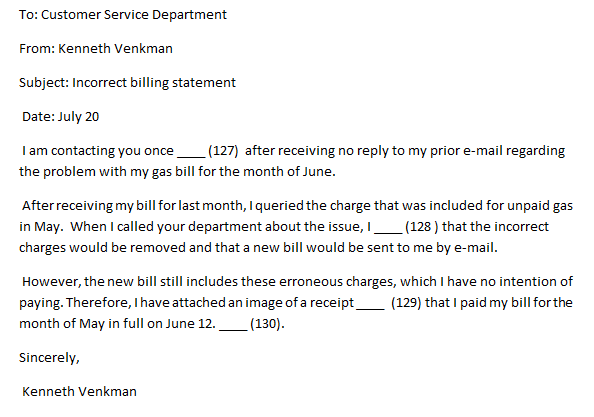 To: Customer Service Department
From: Kenneth Venkman
Subject: Incorrect billing statement
Date: July 20
I am contacting you once ____ (127) after receiving no reply to my prior e-mail regarding
the problem with my gas bill for the month of June.
After receiving my bill for last month, I queried the charge that was included for unpaid gas
in May. When I called your department about the issue, I ____ (128 ) that the incorrect
charges would be removed and that a new bill would be sent to me by e-mail.
However, the new bill still includes these erroneous charges, which I have no intention of
paying. Therefore, I have attached an image of a receipt ____ (129) that I paid my bill for the
month of May in full on June 12. ____ (130).
Sincerely,
Kenneth Venkman